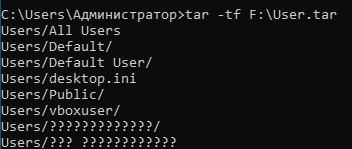 C:\Users\Администратор>tar -tf F:\User.tar
Users/All Users
Users/Default/
Users/Default User/
Users/desktop.ini
Users/Public/
Users/vboxuser/
Users/?????????????/
Users/??? ????????????